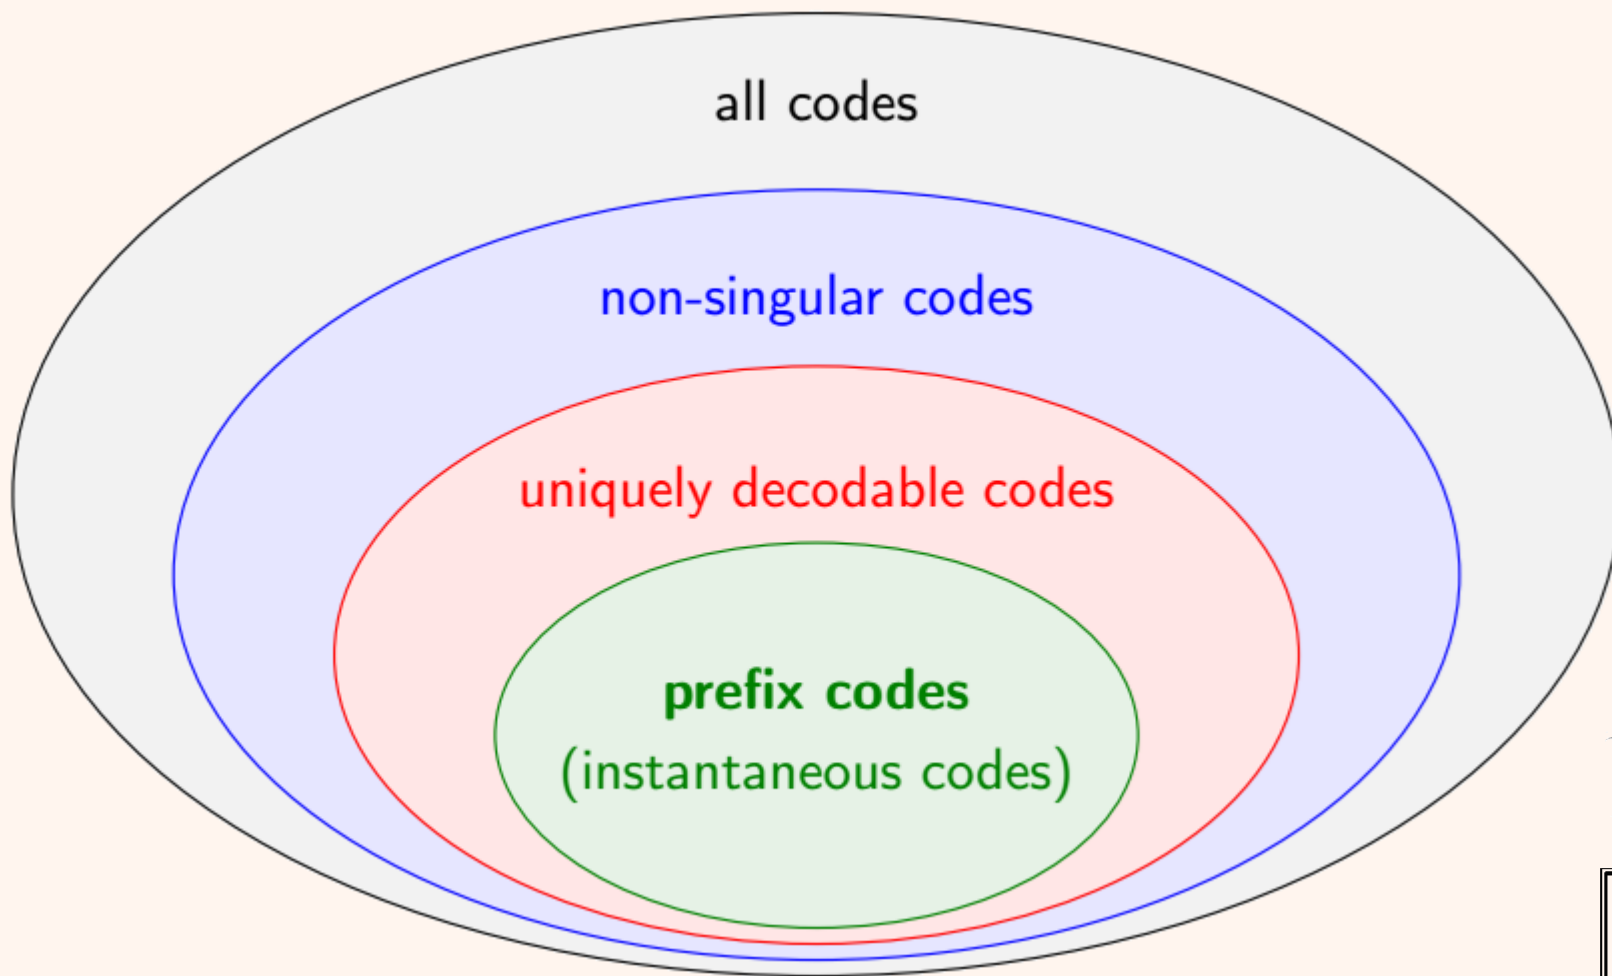 all codes
non-singular codes
uniquely decodable codes
prefix codes
(instantaneous codes)